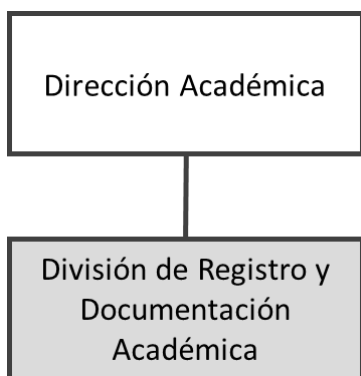 Dirección Académica
División de Registro y
Documentación
Académica